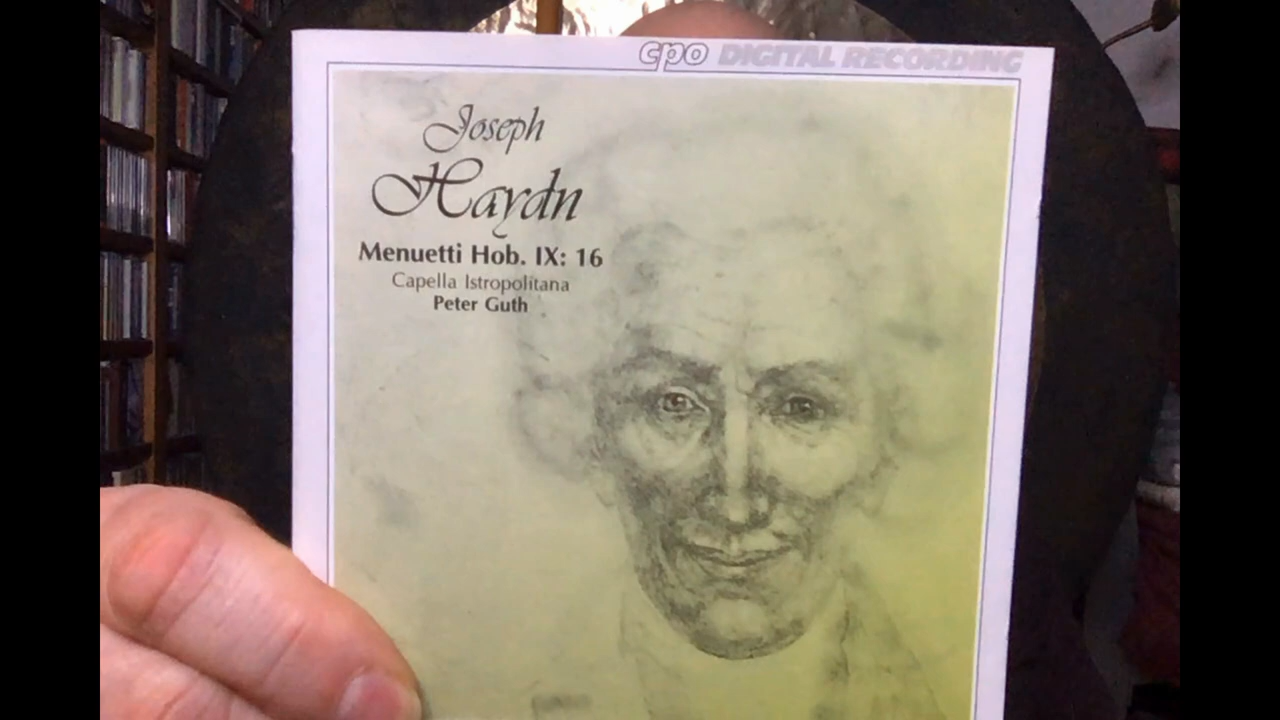 cpo DIGITAL RECORDING
Joseph
Haydn
Menuetti Hob. IX: 16
Capella Istropolitana
Peter Guth